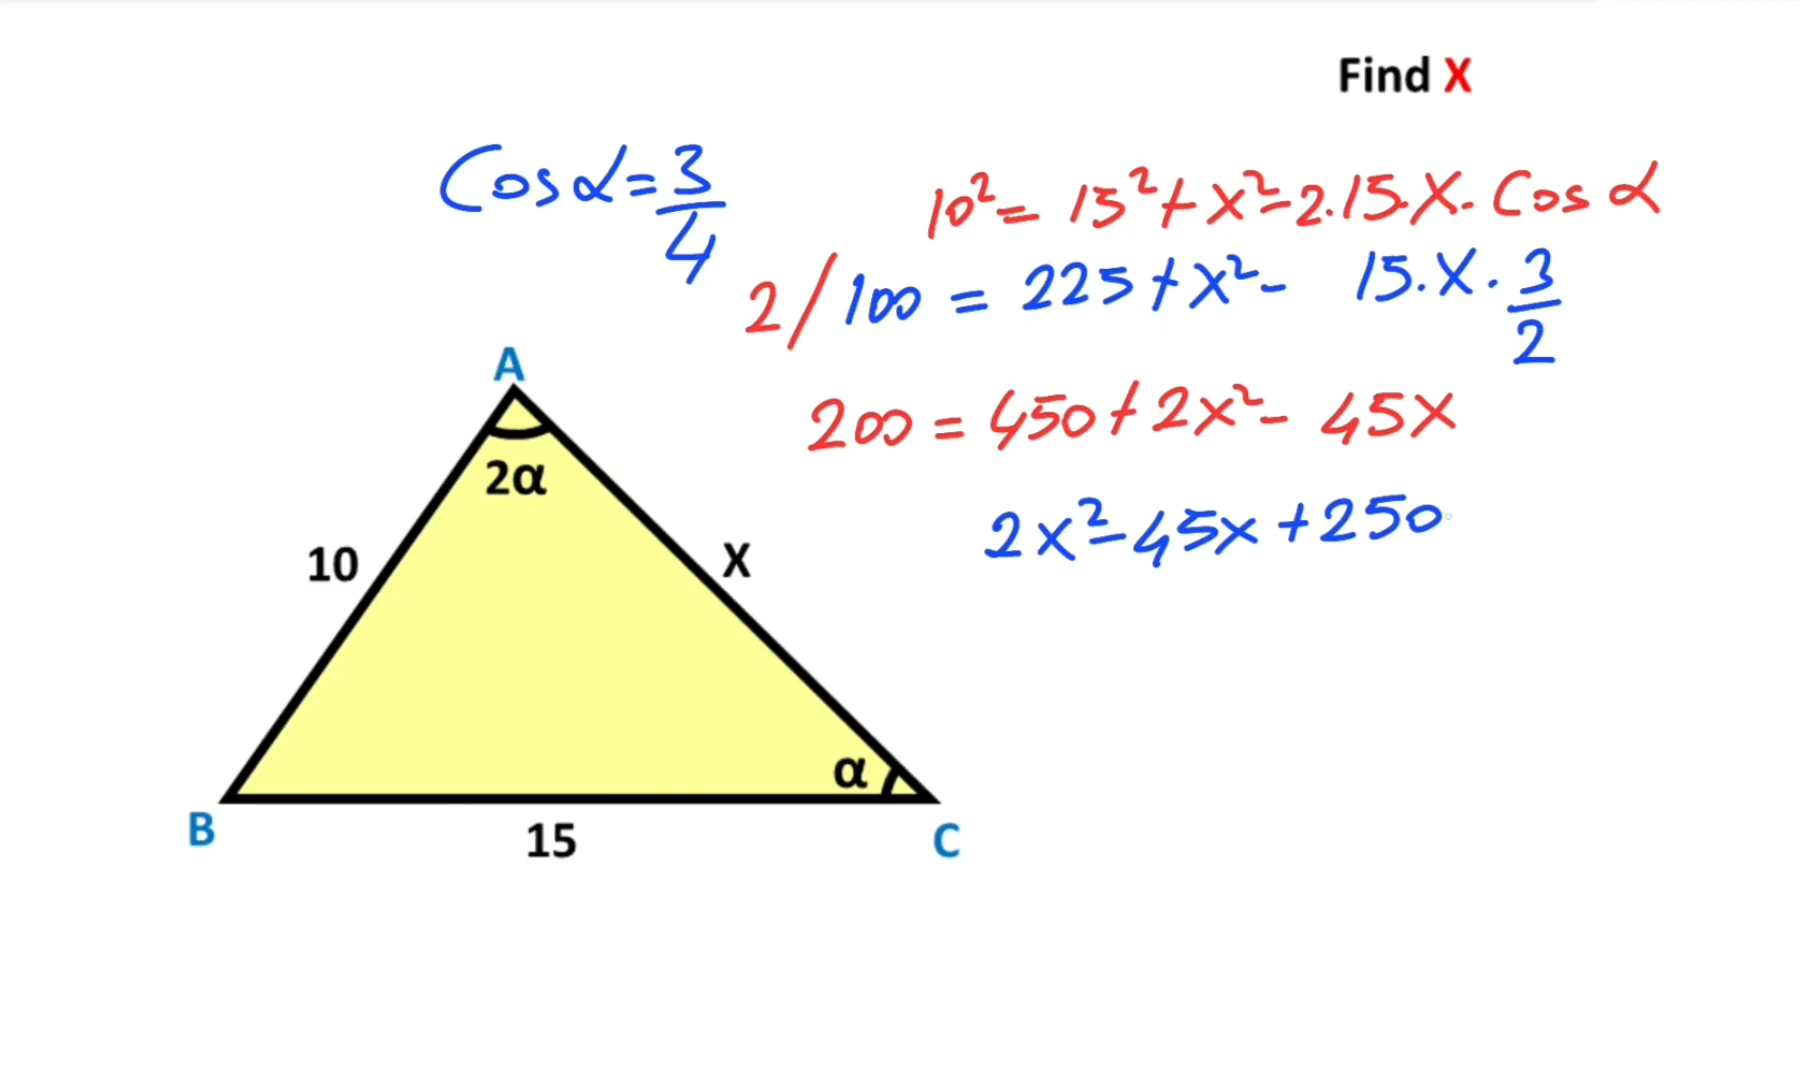 Find X
Cos α = 3/4
10² = 15² + x² - 2.15.X. Cos α
2/ 100 = 225 + x² - 15.X. 3/2
200 = 450 + 2x² - 45x
2x² - 45x + 250
A
2α
10
X
α
B
15
C